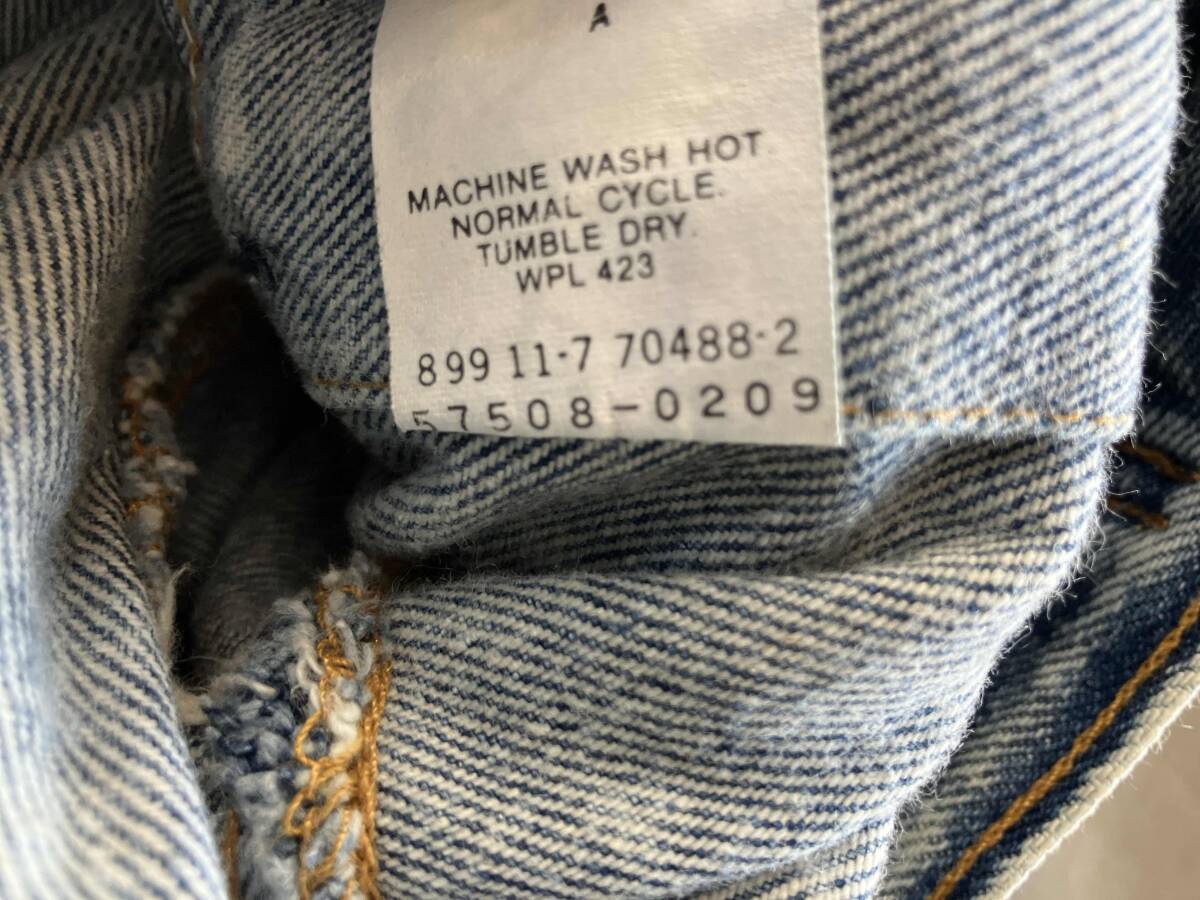 A
MACHINE WASH HOT
NORMAL CYCLE.
TUMBLE DRY.
WPL 423
899 11-7 70488-2
57508-0209